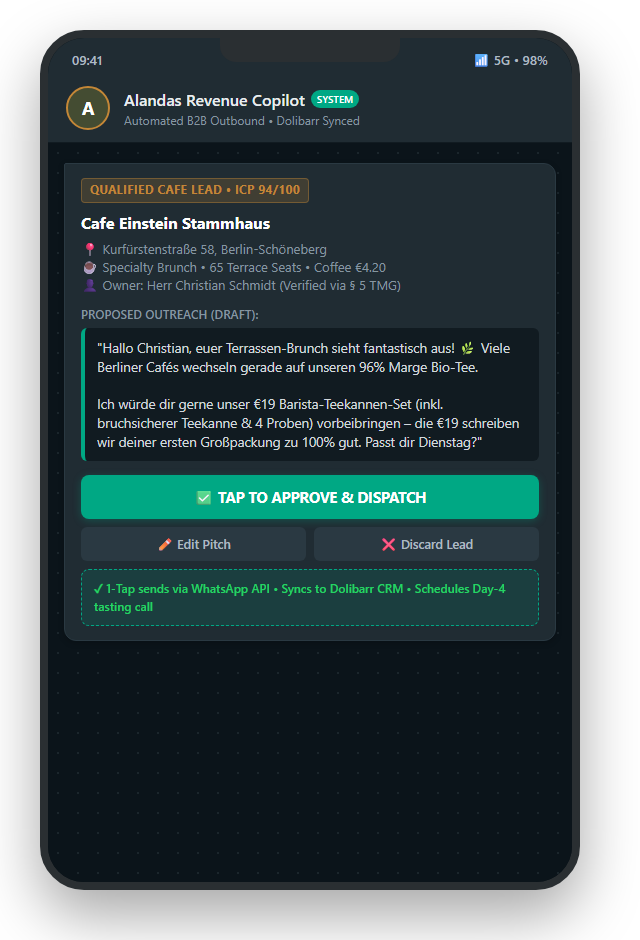 09:41
📶 5G • 98%
A
Alandas Revenue Copilot SYSTEM
Automated B2B Outbound • Dolibarr Synced
QUALIFIED CAFE LEAD • ICP 94/100
Cafe Einstein Stammhaus
📍 Kurfürstenstraße 58, Berlin-Schöneberg
☕ Specialty Brunch • 65 Terrace Seats • Coffee €4.20
👤 Owner: Herr Christian Schmidt (Verified via § 5 TMG)
PROPOSED OUTREACH (DRAFT):
"Hallo Christian, euer Terrassen-Brunch sieht fantastisch aus! 🌿 Viele
Berliner Cafés wechseln gerade auf unseren 96% Marge Bio-Tee.
Ich würde dir gerne unser €19 Barista-Teekannen-Set (inkl.
bruchsicherer Teekanne & 4 Proben) vorbeibringen – die €19 schreiben
wir deiner ersten Großpackung zu 100% gut. Passt dir Dienstag?"
✅ TAP TO APPROVE & DISPATCH
✏️ Edit Pitch
❌ Discard Lead
✓ 1-Tap sends via WhatsApp API • Syncs to Dolibarr CRM • Schedules Day-4
tasting call